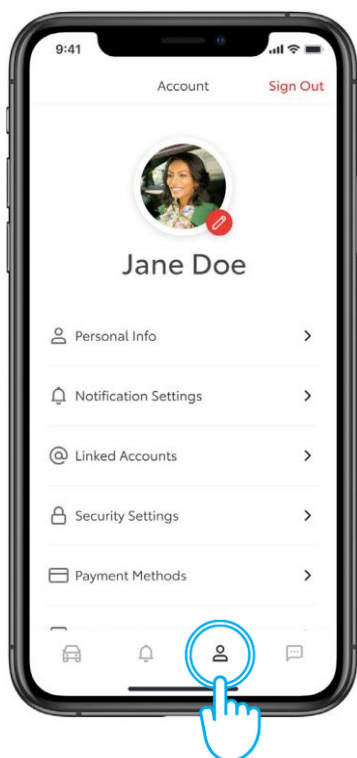 9:41
Account Sign Out
Jane Doe
Personal Info
Notification Settings
Linked Accounts
Security Settings
Payment Methods